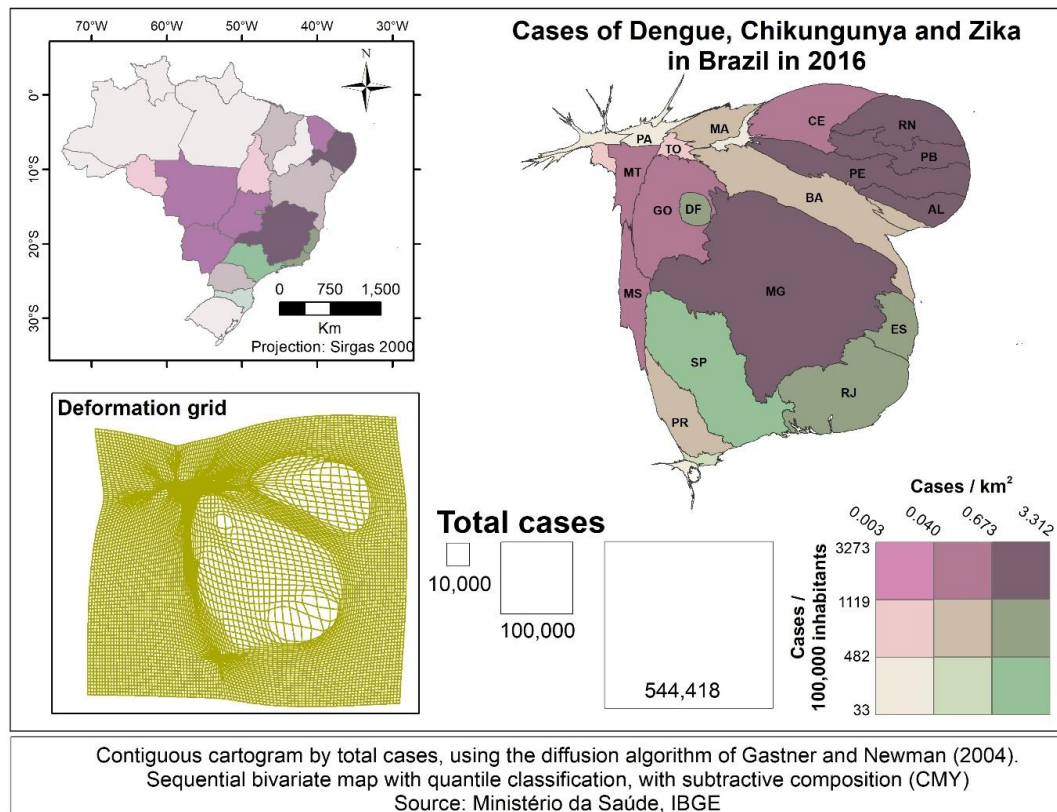 70°W 60°W 50°W 40°W 30°W
N
0°
10°S
20°S
30°S
0 750 1,500
Km
Projection: Sirgas 2000
Cases of Dengue, Chikungunya and Zika
in Brazil in 2016
PA
MA
CE
RN
TO
PB
MT
PE
BA
GO
DF
AL
MS
MG
ES
SP
RJ
PR
Deformation grid
Total cases
10,000
100,000
544,418
Cases / km²
0.003 0.040 0.673 3.312
Cases /
100,000 inhabitants
3273
1119
482
33
Contiguous cartogram by total cases, using the diffusion algorithm of Gastner and Newman (2004).
Sequential bivariate map with quantile classification, with subtractive composition (CMY)
Source: Ministério da Saúde, IBGE